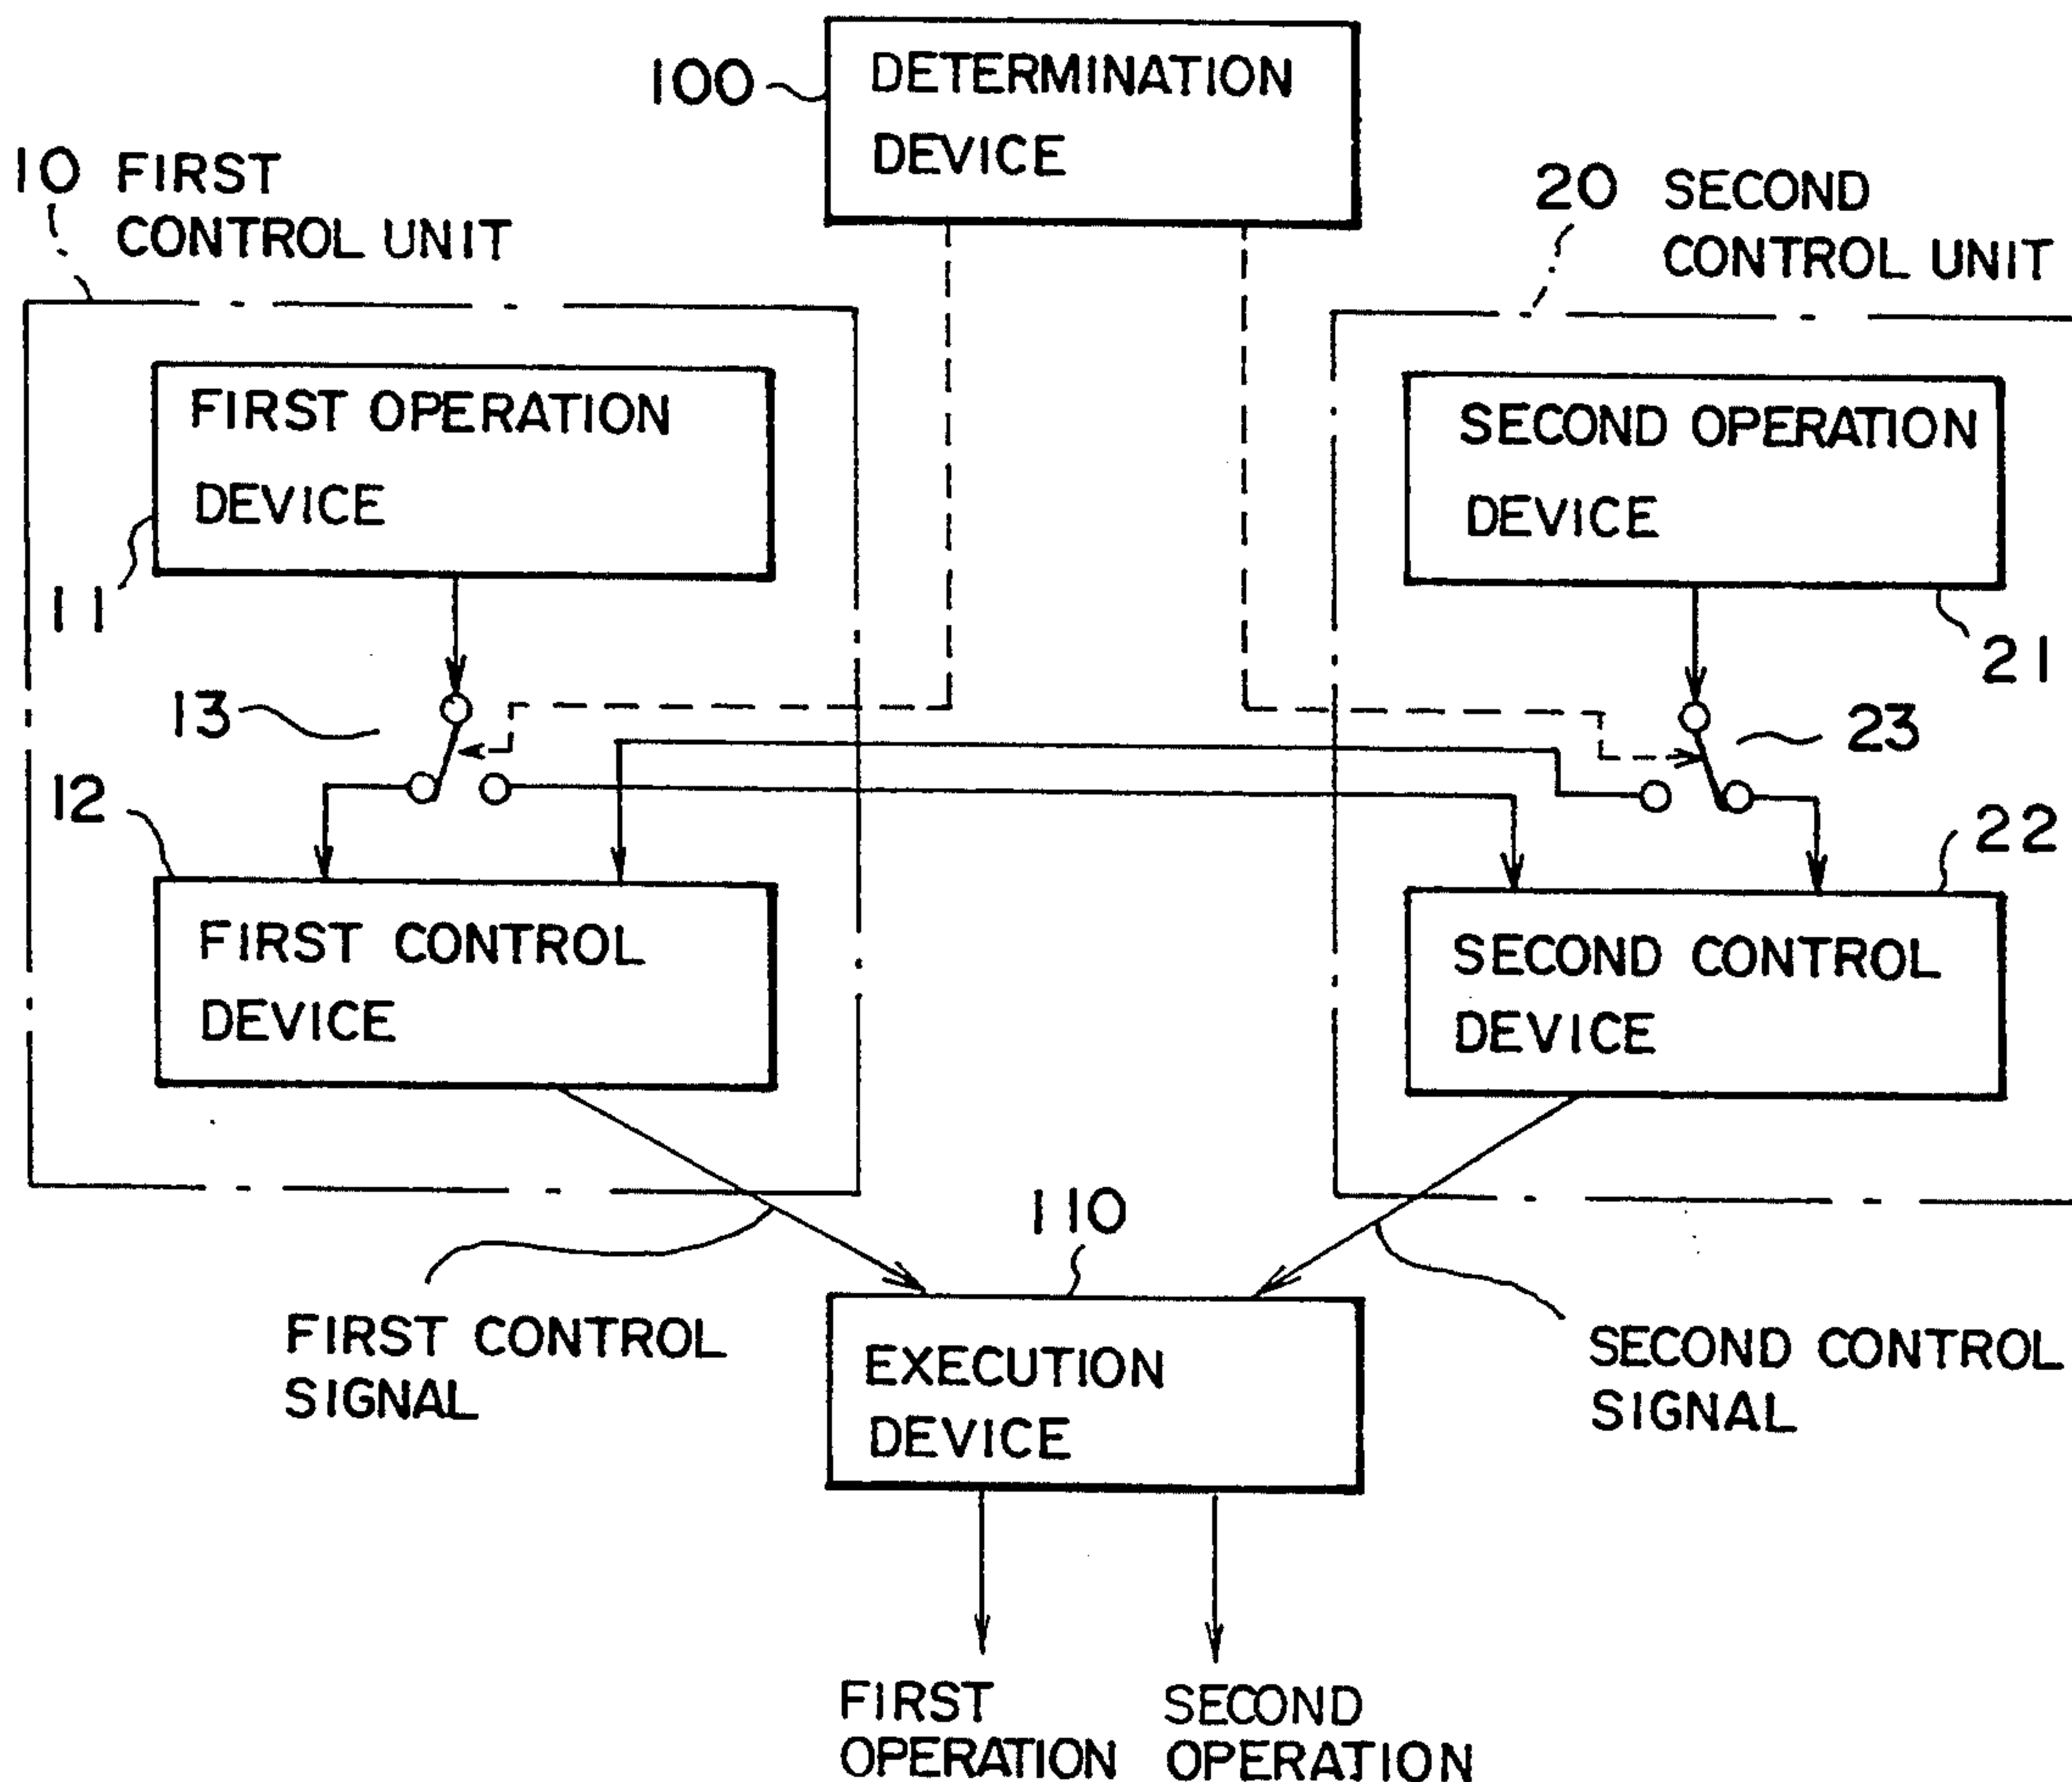 100
DETERMINATION
DEVICE
10 FIRST
CONTROL UNIT
20 SECOND
CONTROL UNIT
FIRST OPERATION
DEVICE
11
SECOND OPERATION
DEVICE
21
13
23
12
22
FIRST CONTROL
DEVICE
SECOND CONTROL
DEVICE
110
FIRST CONTROL
SIGNAL
EXECUTION
DEVICE
SECOND CONTROL
SIGNAL
FIRST
OPERATION
SECOND
OPERATION